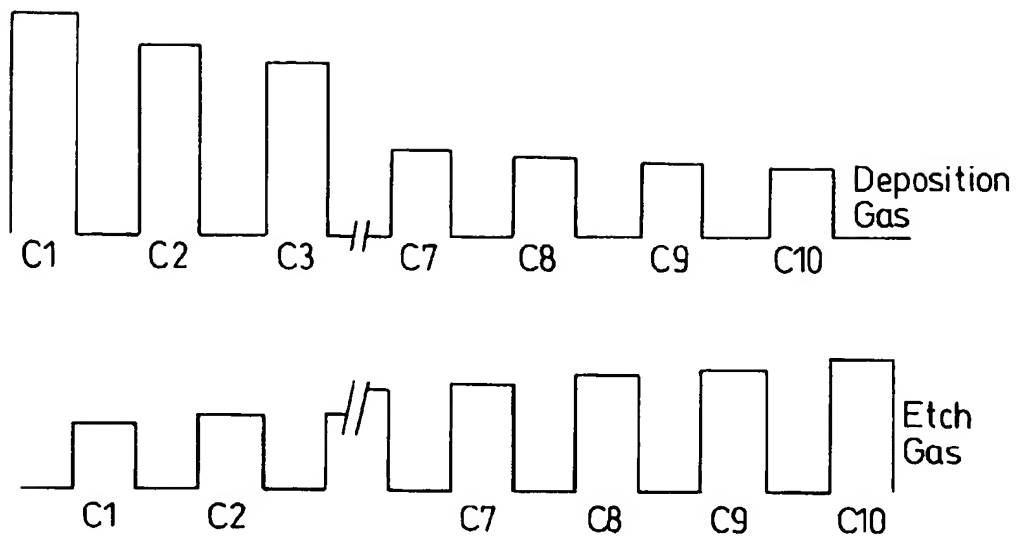 Deposition
Gas
C1 C2 C3 C7 C8 C9 C10
Etch
Gas
C1 C2 C7 C8 C9 C10